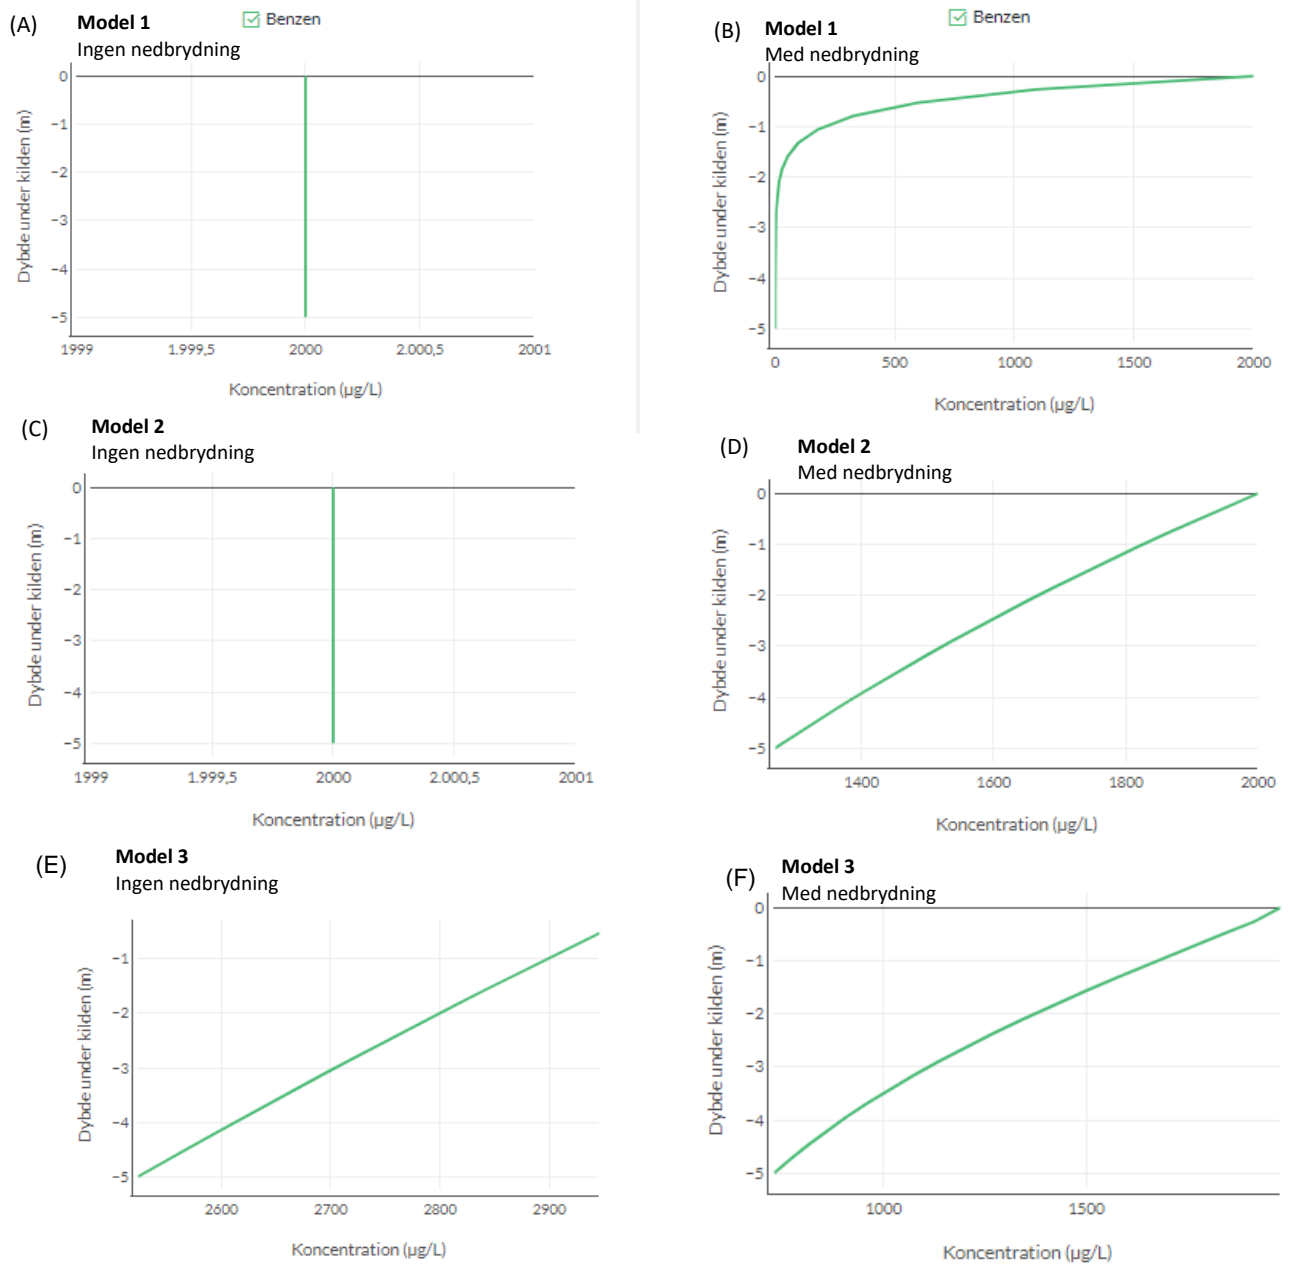 (A)
Model 1
Ingen nedbrydning
Benzen
0
−1
−2
−3
−4
−5
Dybde under kilden (m)
1999
1.999,5
2000
2.000,5
2001
Koncentration (µg/L)
(B)
Model 1
Med nedbrydning
Benzen
0
−1
−2
−3
−4
−5
Dybde under kilden (m)
0
500
1000
1500
2000
Koncentration (µg/L)
(C)
Model 2
Ingen nedbrydning
0
−1
−2
−3
−4
−5
Dybde under kilden (m)
1999
1.999,5
2000
2.000,5
2001
Koncentration (µg/L)
(D)
Model 2
Med nedbrydning
0
−1
−2
−3
−4
−5
Dybde under kilden (m)
1400
1600
1800
2000
Koncentration (µg/L)
(E)
Model 3
Ingen nedbrydning
−1
−2
−3
−4
−5
Dybde under kilden (m)
2600
2700
2800
2900
Koncentration (µg/L)
(F)
Model 3
Med nedbrydning
0
−1
−2
−3
−4
−5
Dybde under kilden (m)
1000
1500
Koncentration (µg/L)